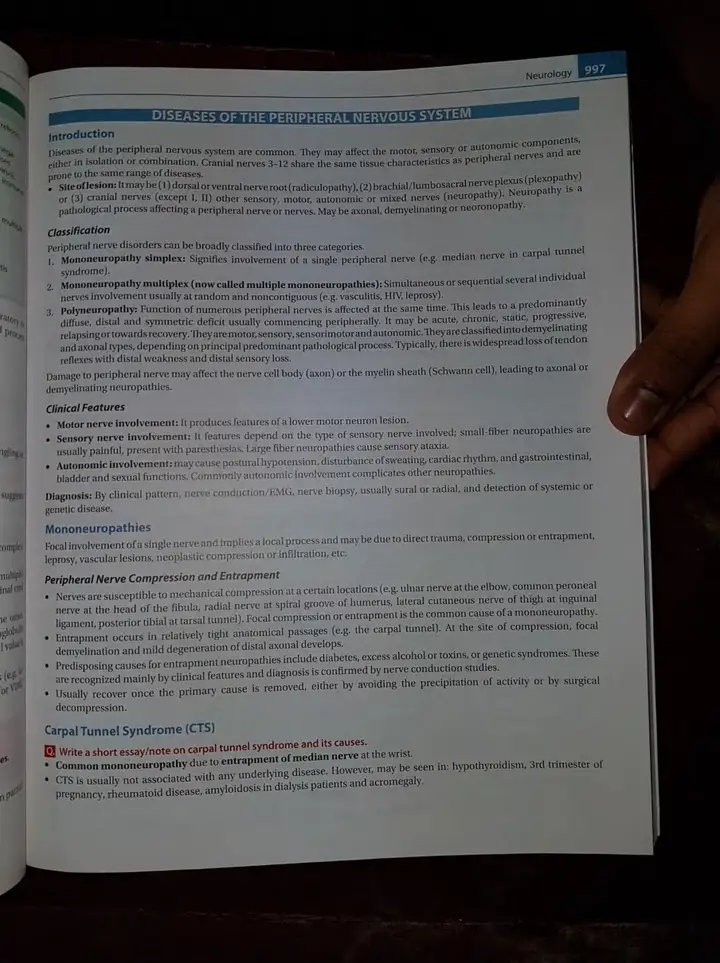 Neurology 997
DISEASES OF THE PERIPHERAL NERVOUS SYSTEM
Introduction
Diseases of the peripheral nervous system are common. They may affect the motor, sensory or autonomic components,
either in isolation or combination. Cranial nerves 3–12 share the same tissue characteristics as peripheral nerves and are
prone to the same range of diseases.
• Site of lesion: It may be (1) dorsal or ventral nerve root (radiculopathy), (2) brachial/lumbosacral nerve plexus (plexopathy)
or (3) cranial nerves (except I, II) other sensory, motor, autonomic or mixed nerves (neuropathy). Neuropathy is a
pathological process affecting a peripheral nerve or nerves. May be axonal, demyelinating or neoronopathy.
Classification
Peripheral nerve disorders can be broadly classified into three categories.
1. Mononeuropathy simplex: Signifies involvement of a single peripheral nerve (e.g. median nerve in carpal tunnel
syndrome).
2. Mononeuropathy multiplex (now called multiple mononeuropathies): Simultaneous or sequential several individual
nerves involvement usually at random and noncontiguous (e.g. vasculitis, HIV, leprosy).
3. Polyneuropathy: Function of numerous peripheral nerves is affected at the same time. This leads to a predominantly
diffuse, distal and symmetric deficit usually commencing peripherally. It may be acute, chronic, static, progressive,
relapsing or towards recovery. They are motor, sensory, sensorimotor and autonomic. They are classified into demyelinating
and axonal types, depending on principal predominant pathological process. Typically, there is widespread loss of tendon
reflexes with distal weakness and distal sensory loss.
Damage to peripheral nerve may affect the nerve cell body (axon) or the myelin sheath (Schwann cell), leading to axonal or
demyelinating neuropathies.
Clinical Features
• Motor nerve involvement: It produces features of a lower motor neuron lesion.
• Sensory nerve involvement: It features depend on the type of sensory nerve involved; small-fiber neuropathies are
usually painful, present with paresthesias. Large fiber neuropathies cause sensory ataxia.
• Autonomic involvement: may cause postural hypotension, disturbance of sweating, cardiac rhythm, and gastrointestinal,
bladder and sexual functions. Commonly autonomic involvement complicates other neuropathies.
Diagnosis: By clinical pattern, nerve conduction/EMG, nerve biopsy, usually sural or radial, and detection of systemic or
genetic disease.
Mononeuropathies
Focal involvement of a single nerve and implies a local process and may be due to direct trauma, compression or entrapment,
leprosy, vascular lesions, neoplastic compression or infiltration, etc.
Peripheral Nerve Compression and Entrapment
• Nerves are susceptible to mechanical compression at a certain locations (e.g. ulnar nerve at the elbow, common peroneal
nerve at the head of the fibula, radial nerve at spiral groove of humerus, lateral cutaneous nerve of thigh at inguinal
ligament, posterior tibial at tarsal tunnel). Focal compression or entrapment is the common cause of a mononeuropathy.
• Entrapment occurs in relatively tight anatomical passages (e.g. the carpal tunnel). At the site of compression, focal
demyelination and mild degeneration of distal axonal develops.
• Predisposing causes for entrapment neuropathies include diabetes, excess alcohol or toxins, or genetic syndromes. These
are recognized mainly by clinical features and diagnosis is confirmed by nerve conduction studies.
• Usually recover once the primary cause is removed, either by avoiding the precipitation of activity or by surgical
decompression.
Carpal Tunnel Syndrome (CTS)
Q. Write a short essay/note on carpal tunnel syndrome and its causes.
• Common mononeuropathy due to entrapment of median nerve at the wrist.
• CTS is usually not associated with any underlying disease. However, may be seen in: hypothyroidism, 3rd trimester of
pregnancy, rheumatoid disease, amyloidosis in dialysis patients and acromegaly.